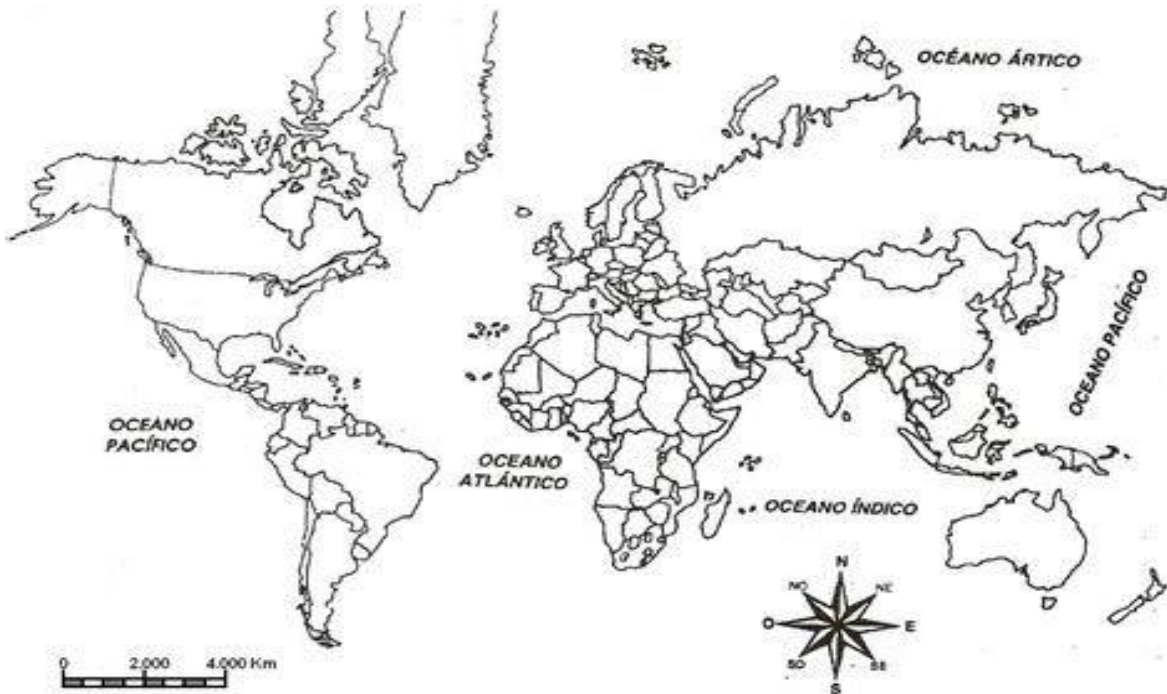 OCÉANO ÁRTICO
OCEANO PACÍFICO
OCEANO
PACÍFICO
OCEANO
ATLÁNTICO
OCEANO ÍNDICO
N
NO
NE
O
E
SO
SE
S
0 2.000 4.000 Km